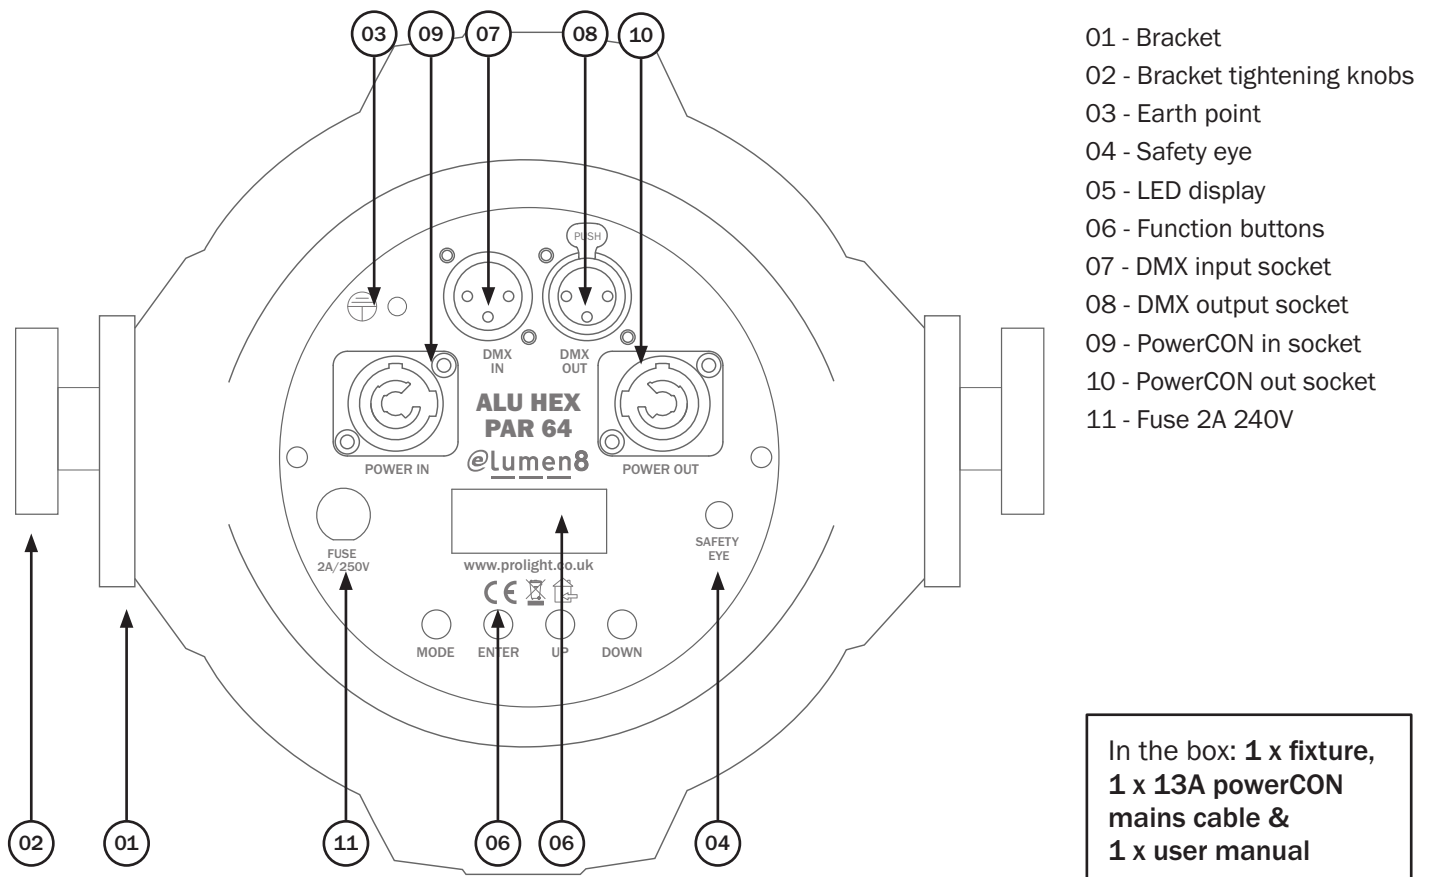 03 09 07 08 10
PUSH
DMX
IN
DMX
OUT
ALU HEX
PAR 64
eLumen8
POWER IN
POWER OUT
FUSE
2A/250V
SAFETY
EYE
www.prolight.co.uk
CE
MODE ENTER UP DOWN
02 01 11 06 06 04
01 - Bracket
02 - Bracket tightening knobs
03 - Earth point
04 - Safety eye
05 - LED display
06 - Function buttons
07 - DMX input socket
08 - DMX output socket
09 - PowerCON in socket
10 - PowerCON out socket
11 - Fuse 2A 240V
In the box: 1 x fixture,
1 x 13A powerCON
mains cable &
1 x user manual